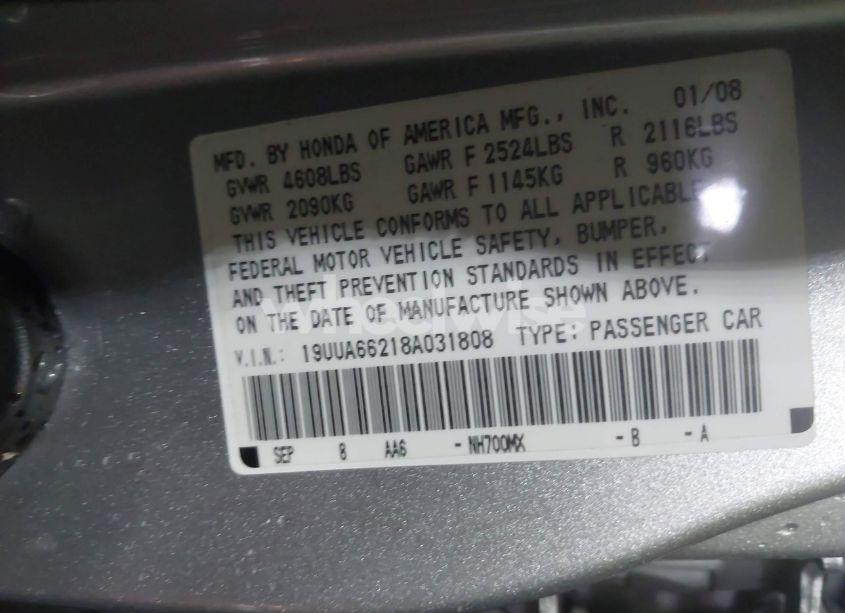 MFD. BY HONDA OF AMERICA MFG., INC. 01/08
GVWR 4608LBS GAWR F 2524LBS R 2116LBS
GVWR 2090KG GAWR F 1145KG R 960KG
THIS VEHICLE CONFORMS TO ALL APPLICABLE
FEDERAL MOTOR VEHICLE SAFETY, BUMPER,
AND THEFT PREVENTION STANDARDS IN EFFECT
ON THE DATE OF MANUFACTURE SHOWN ABOVE.
wheelwise
V.I.N.: 19UUA66218A031808 TYPE: PASSENGER CAR
SEP 8 AA6 -NH700MX -B -A